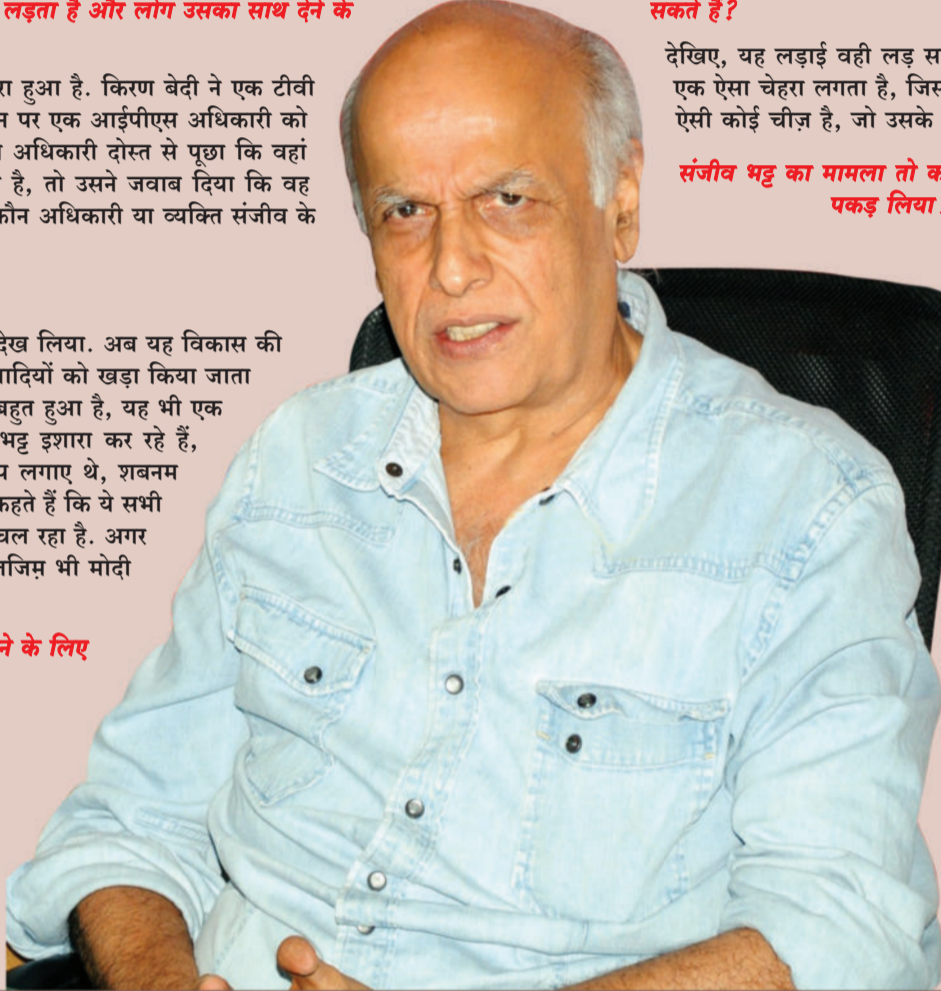 लड़ता है और लोग उसका साथ देने के
रा हुआ है. किरण बेदी ने एक टीवी
न पर एक आईपीएस अधिकारी को
अधिकारी दोस्त से पूछा कि वहां
है, तो उसने जवाब दिया कि वह
कौन अधिकारी या व्यक्ति संजीव के
देख लिया. अब यह विकास की
ादियों को खड़ा किया जाता
बहुत हुआ है, यह भी एक
भट्ट इशारा कर रहे हैं,
लगाए थे, शबनम
कहते हैं कि ये सभी
चल रहा है. अगर
भी मोदी
ने के लिए
सकते हैं?
देखिए, यह लड़ाई वही लड़ स
एक ऐसा चेहरा लगता है, जिस
ऐसी कोई चीज़ है, जो उसके
संजीव भट्ट का मामला तो
पकड़ लिया